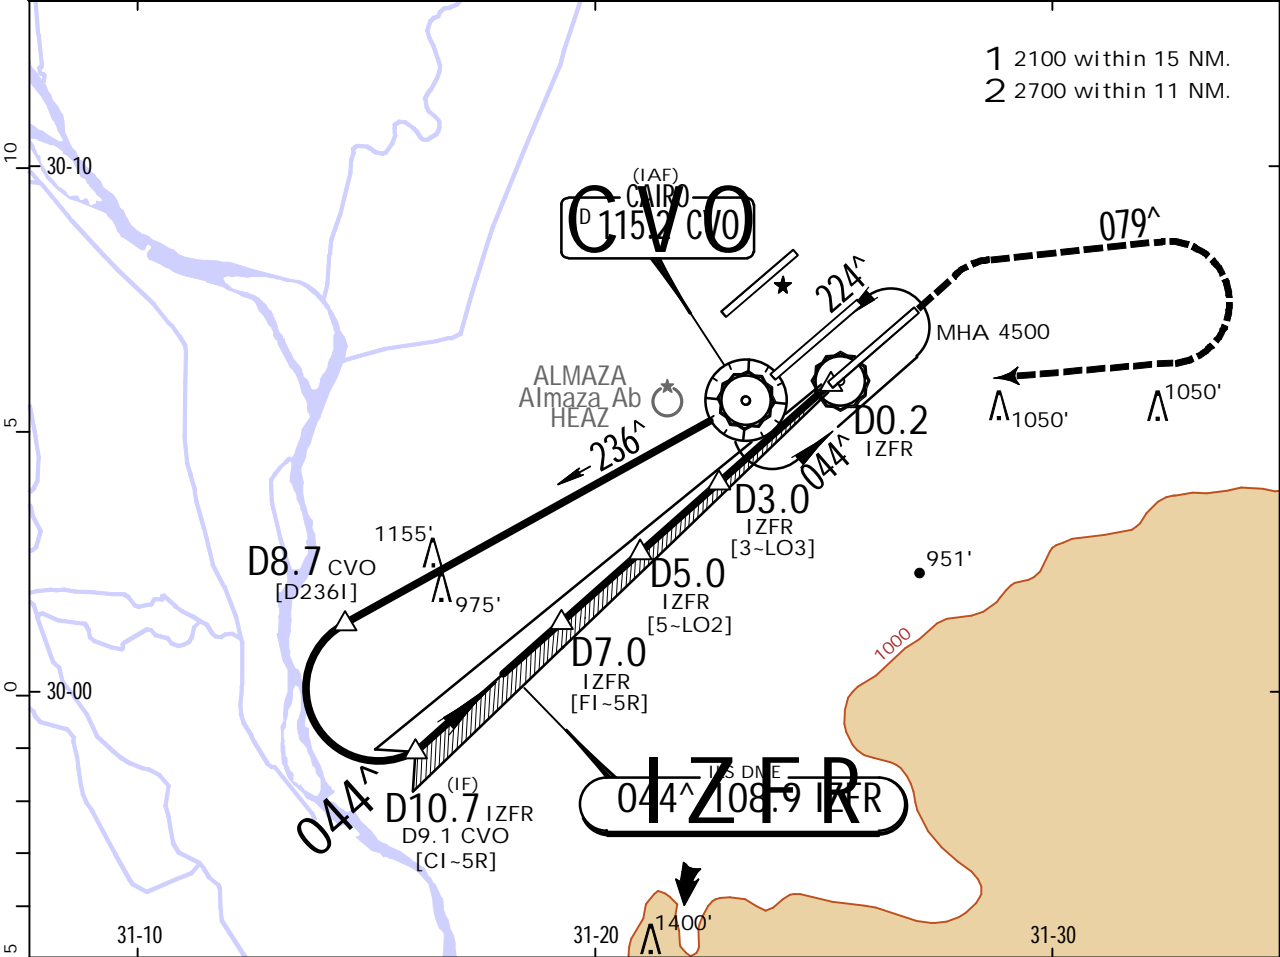 1 2100 within 15 NM.
2 2700 within 11 NM.
10
30-10
(IAF)
CAIRO
D 115.2 CVO
CVO
079^
224^
MHA 4500
ALMAZA
Almaza Ab
HEAZ
1050'
1050'
5
236^
D0.2
IZFR
044^
D3.0
IZFR
[3~LO3]
1155'
D8.7 CVO
[D236I]
975'
951'
D5.0
IZFR
[5~LO2]
1000
D7.0
IZFR
[FI~5R]
0
30-00
044^
(IF)
D10.7 IZFR
D9.1 CVO
[CI~5R]
ILS DME
044^ 108.9 IZFR
IZFR
1400'
5
31-10
31-20
31-30